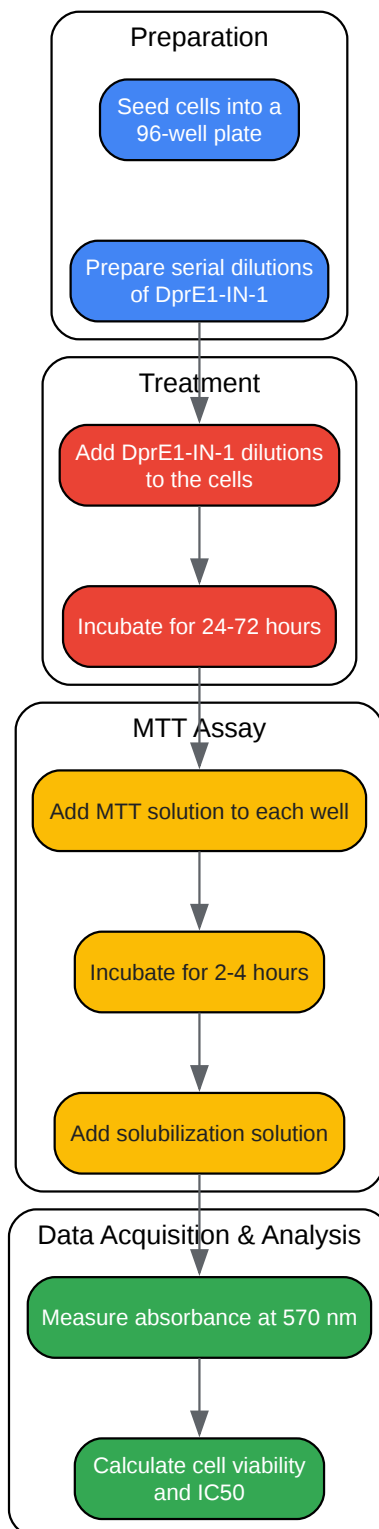 Preparation
Seed cells into a
96-well plate
Prepare serial dilutions
of DprE1-IN-1
Treatment
Add DprE1-IN-1 dilutions
to the cells
Incubate for 24-72 hours
MTT Assay
Add MTT solution to each well
Incubate for 2-4 hours
Add solubilization solution
Data Acquisition & Analysis
Measure absorbance at 570 nm
Calculate cell viability
and IC50